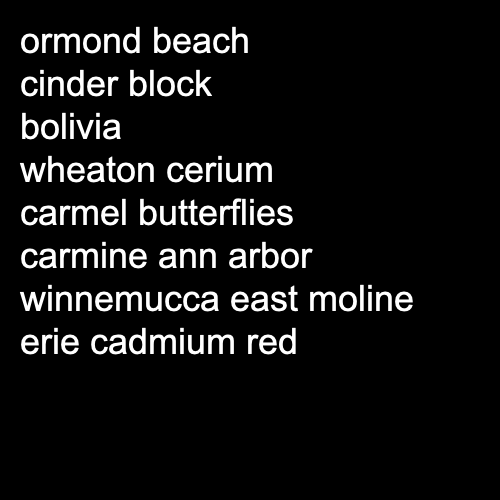 ormond beach
cinder block
bolivia
wheaton cerium
carmel butterflies
carmine ann arbor
winnemucca east moline
erie cadmium red